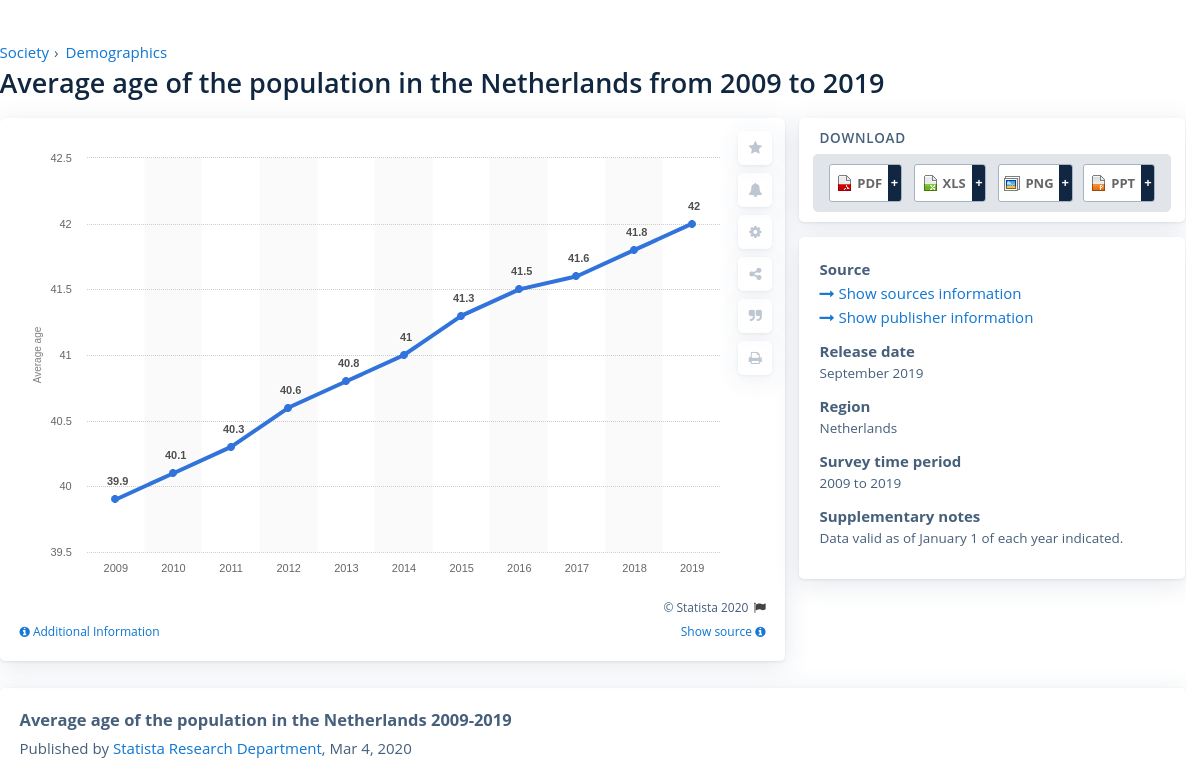 Society › Demographics
Average age of the population in the Netherlands from 2009 to 2019
42.5
42
41.5
41
40.5
40
39.5
Average age
39.9
40.1
40.3
40.6
40.8
41
41.3
41.5
41.6
41.8
42
2009 2010 2011 2012 2013 2014 2015 2016 2017 2018 2019
© Statista 2020
Additional Information
Show source
DOWNLOAD
PDF + XLS + PNG + PPT +
Source
Show sources information
Show publisher information
Release date
September 2019
Region
Netherlands
Survey time period
2009 to 2019
Supplementary notes
Data valid as of January 1 of each year indicated.
Average age of the population in the Netherlands 2009-2019
Published by Statista Research Department, Mar 4, 2020